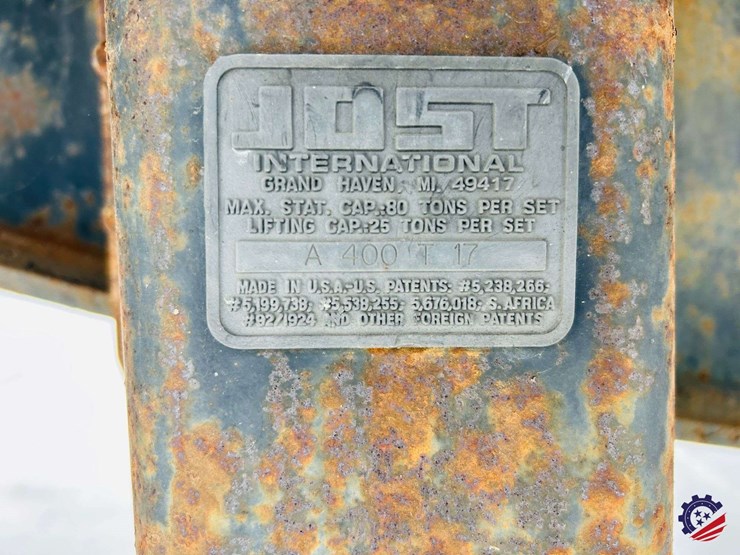 JOST
INTERNATIONAL
GRAND HAVEN, MI. 49417
MAX. STAT. CAP.:80 TONS PER SET
LIFTING CAP.:25 TONS PER SET
A 400 T 17
MADE IN U.S.A.-U.S. PATENTS: #5,238,266;
#5,199,738; #5,538,255; 5,676,018; S. AFRICA
#92/1924 AND OTHER FOREIGN PATENTS